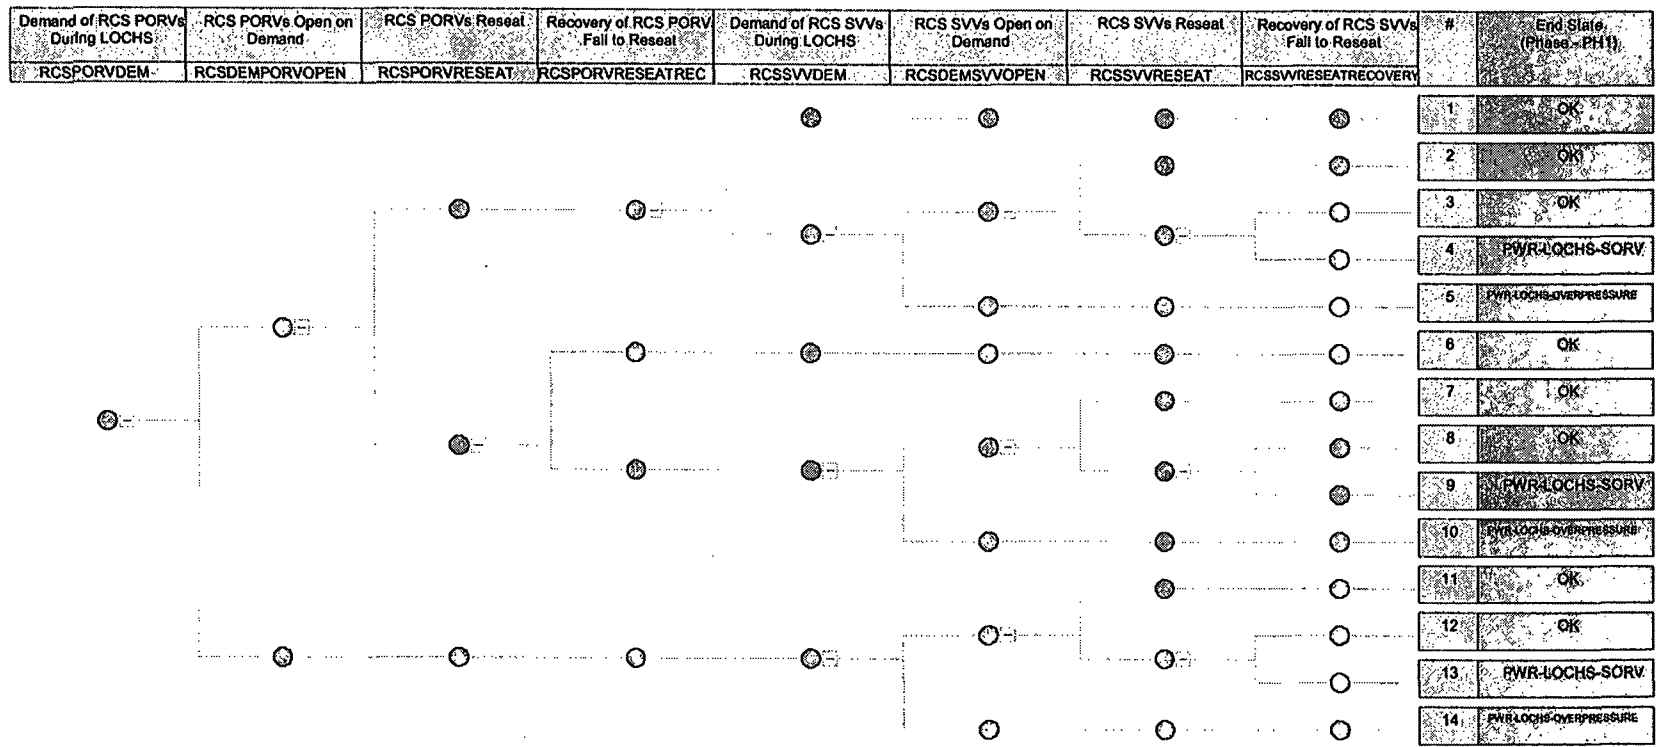 Demand of RCS PORVs During LOCHS
RCS PORVs Open on Demand
RCS PORVs Reseat
Recovery of RCS PORV Fail to Reseat
Demand of RCS SVVs During LOCHS
RCS SVVs Open on Demand
RCS SVVs Reseat
Recovery of RCS SVVs Fail to Reseat
#
End State
(Phase - PH1)
RCSPORVDEM
RCSDEMPORVOPEN
RCSPORVRESEAT
RCSPORVRESEATREC
RCSSVVDEM
RCSDEMSVVOPEN
RCSSVVRESEAT
RCSSVVRESEATRECOVERY
1 OK
2 OK
3 OK
4 PWR-LOCHS-SORV
5 PWR-LOCHS-OVERPRESSURE
6 OK
7 OK
8 OK
9 PWR-LOCHS-SORV
10 PWR-LOCHS-OVERPRESSURE
11 OK
12 OK
13 PWR-LOCHS-SORV
14 PWR-LOCHS-OVERPRESSURE